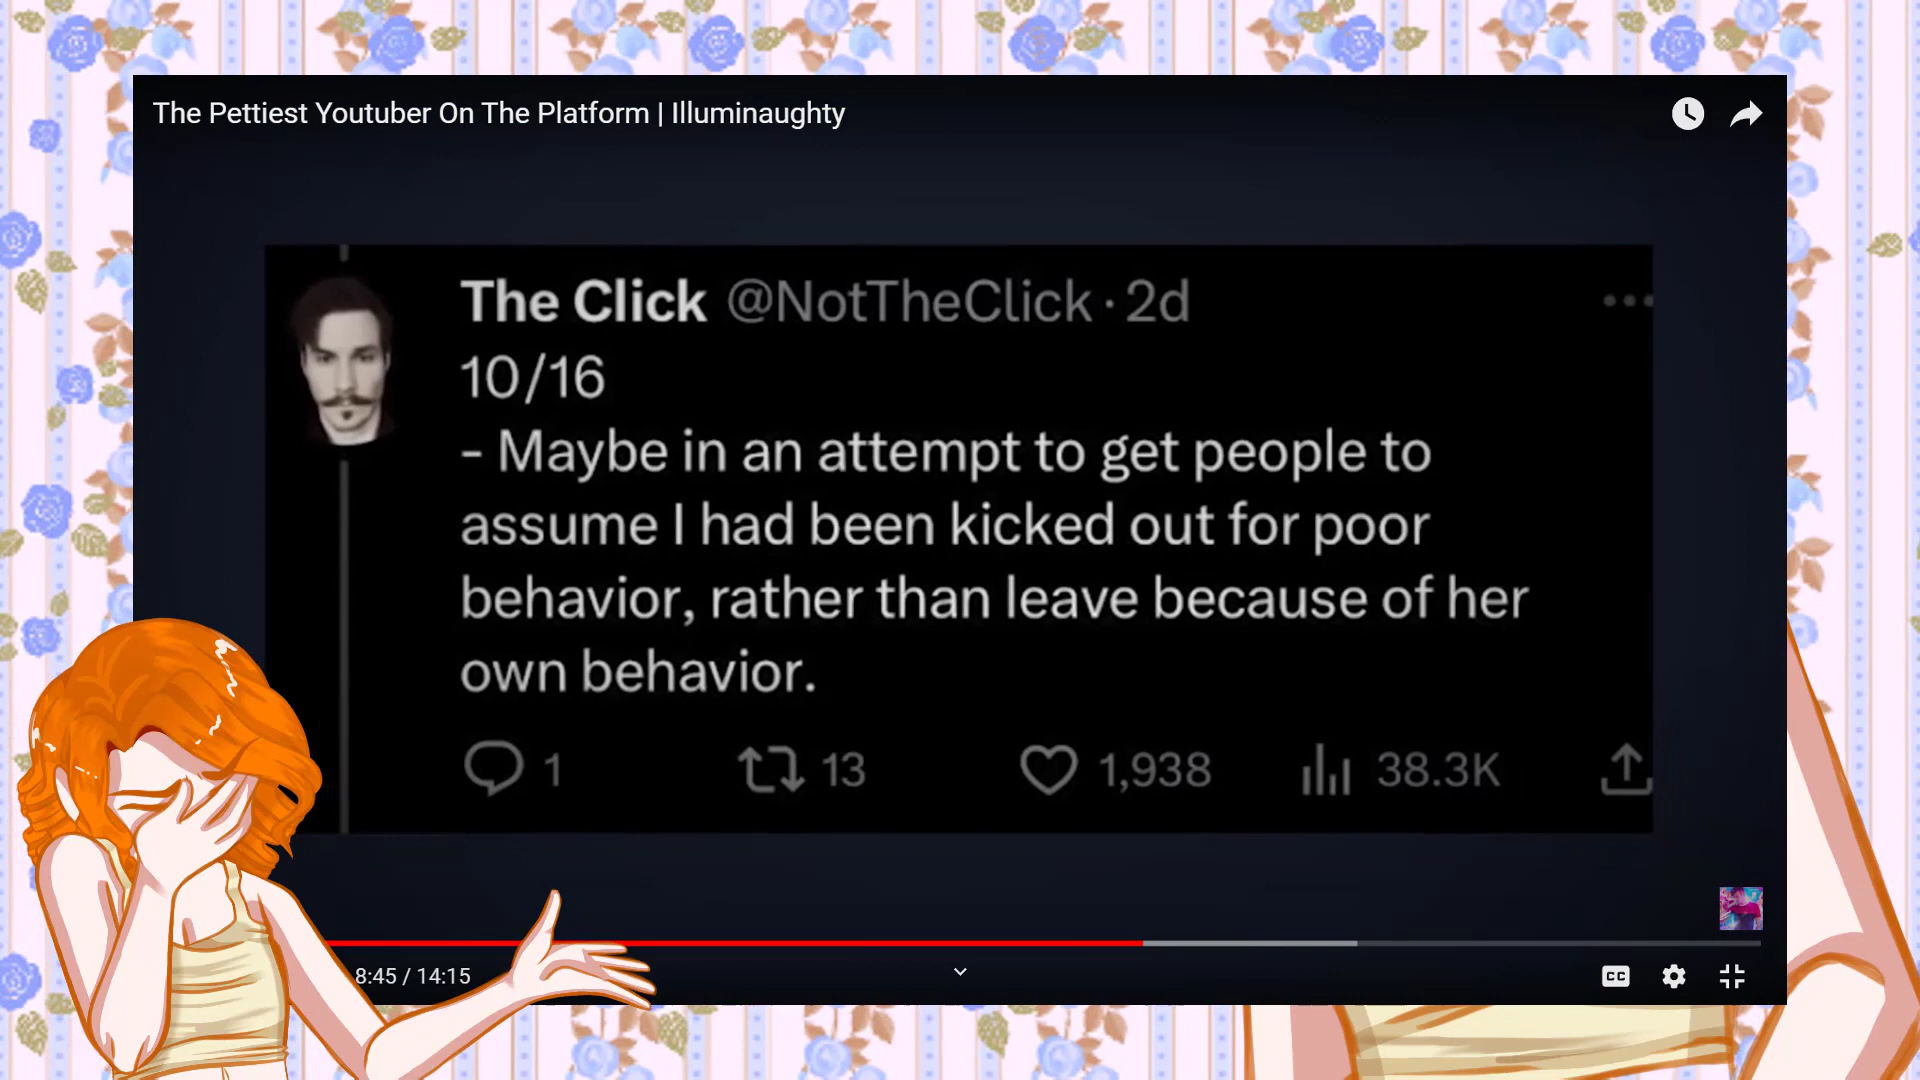 The Pettiest Youtuber On The Platform | Illuminaughty
The Click @NotTheClick · 2d
10/16
- Maybe in an attempt to get people to
assume I had been kicked out for poor
behavior, rather than leave because of her
own behavior.
1 13 1,938 38.3K
8:45 / 14:15
CC